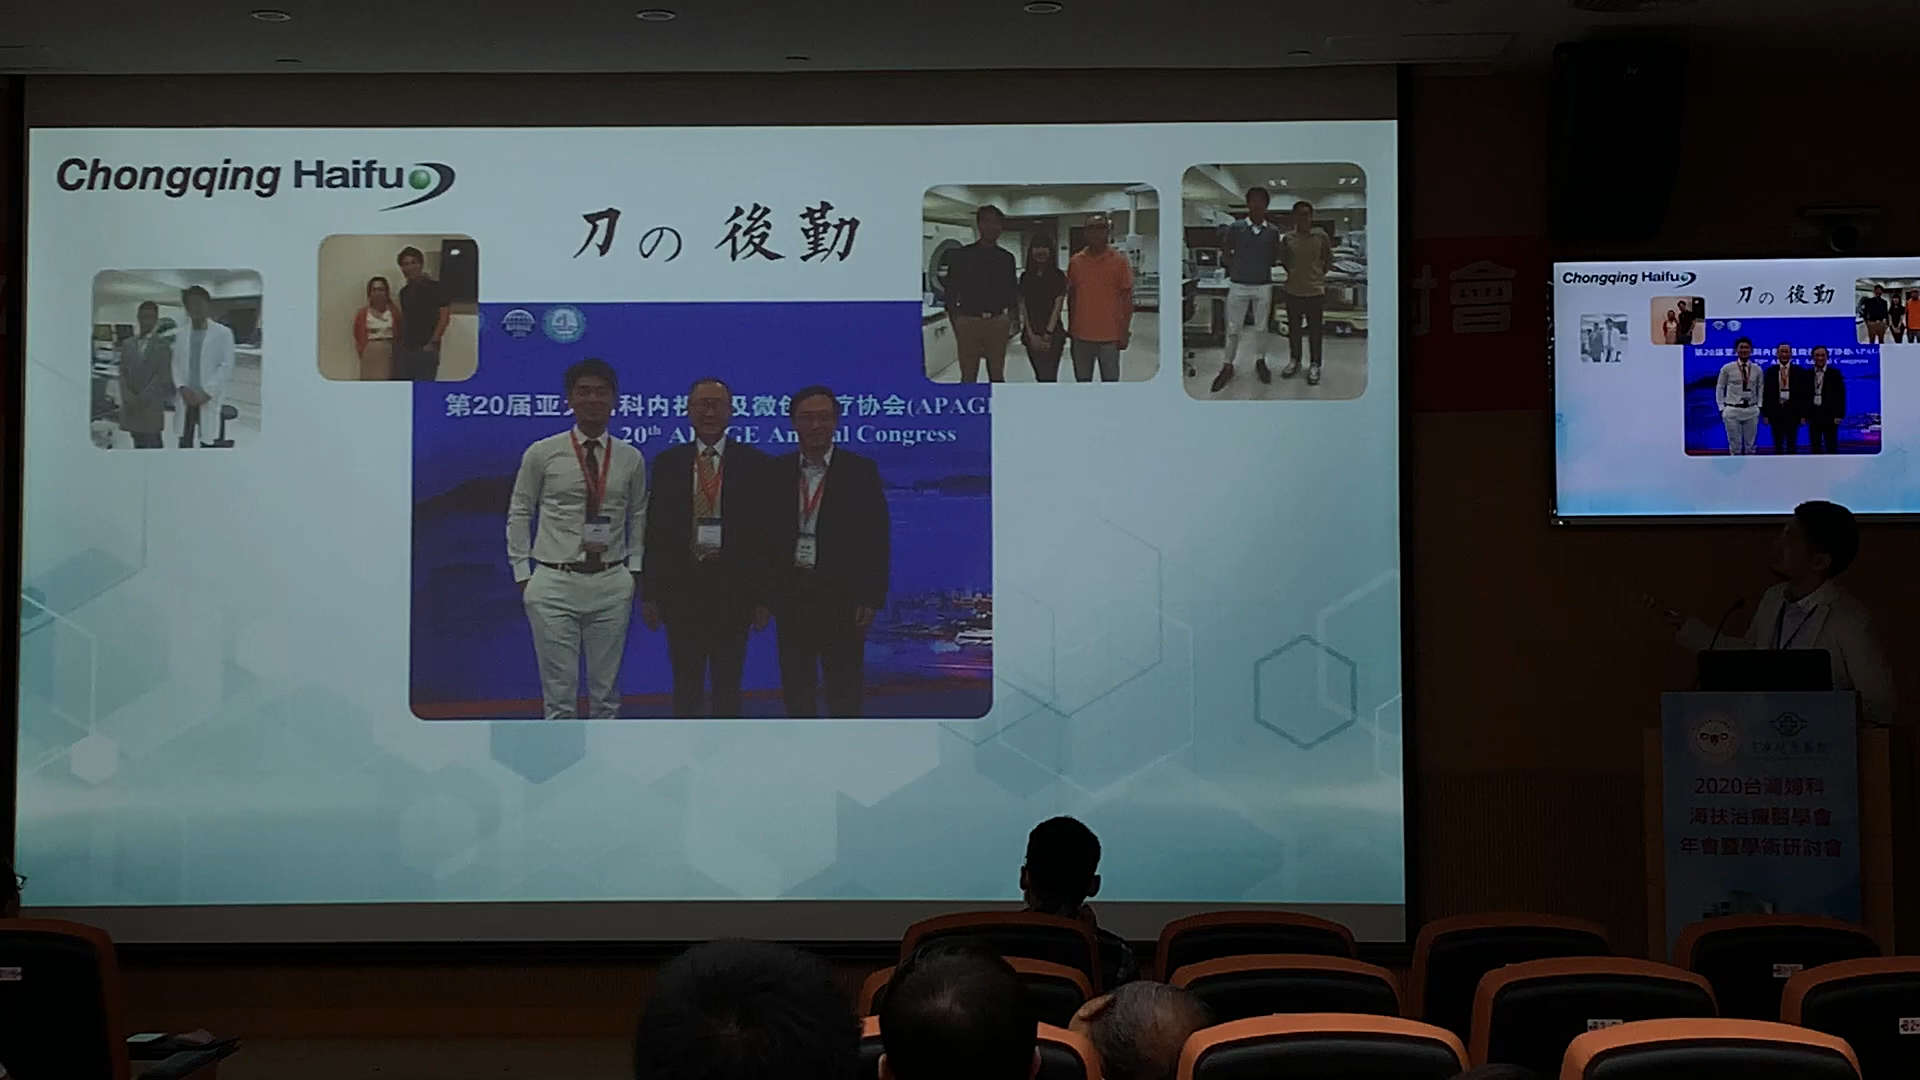 Chongqing Haifu
刀の後勤
第20届亚 科内 及微创 疗协会(APAG
20th A GE An al Congress
Chongqing Haifu
刀の後勤
會
2020台灣婦科
海扶治療醫學會
年會暨學術研討會